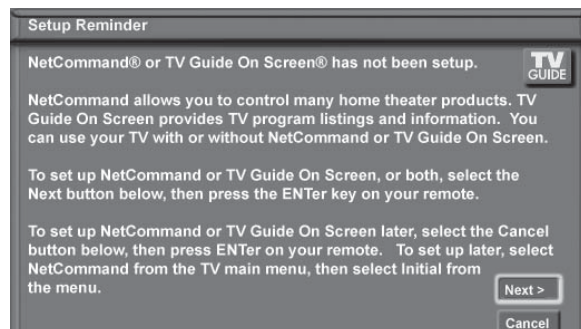 Setup Reminder
NetCommand® or TV Guide On Screen® has not been setup.
TV
GUIDE
NetCommand allows you to control many home theater products. TV
Guide On Screen provides TV program listings and information. You
can use your TV with or without NetCommand or TV Guide On Screen.
To set up NetCommand or TV Guide On Screen, or both, select the
Next button below, then press the ENTer key on your remote.
To set up NetCommand or TV Guide On Screen later, select the Cancel
button below, then press ENTer on your remote. To set up later, select
NetCommand from the TV main menu, then select Initial from
the menu.
Next >
Cancel